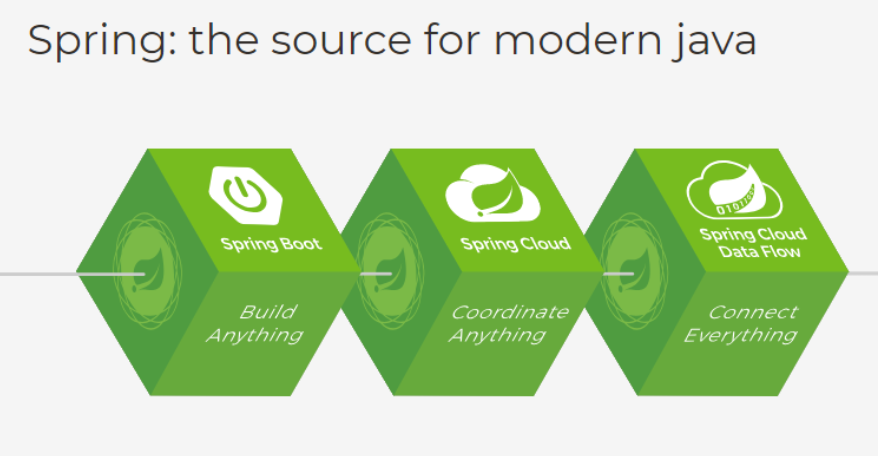 Spring: the source for modern java
Spring Boot
Build
Anything
Spring Cloud
Coordinate
Anything
Spring Cloud
Data Flow
Connect
Everything